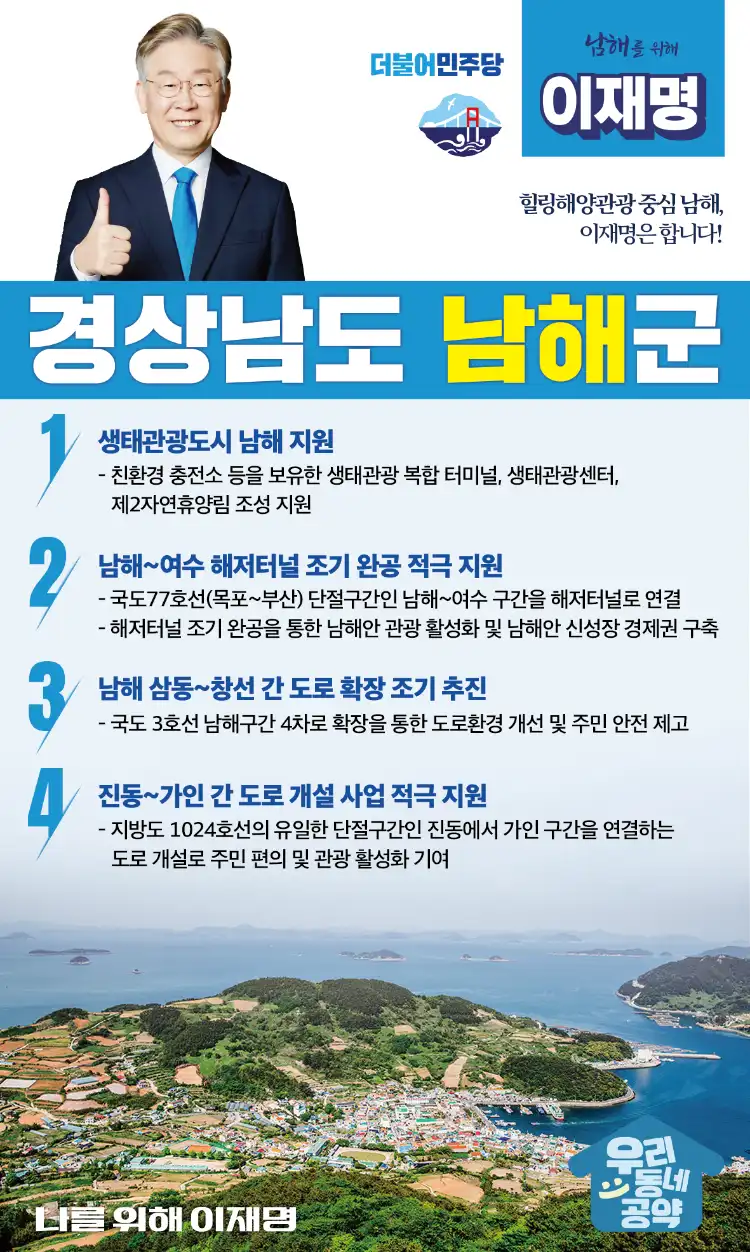 더불어민주당
남해를 위해
이재명
힐링해양관광 중심 남해,
이재명은 합니다!
경상남도 남해군
1 생태관광도시 남해 지원
- 친환경 충전소 등을 보유한 생태관광 복합 터미널, 생태관광센터,
제2자연휴양림 조성 지원
2 남해~여수 해저터널 조기 완공 적극 지원
- 국도77호선(목포~부산) 단절구간인 남해~여수 구간을 해저터널로 연결
- 해저터널 조기 완공을 통한 남해안 관광 활성화 및 남해안 신성장 경제권 구축
3 남해 삼동~창선 간 도로 확장 조기 추진
- 국도 3호선 남해구간 4차로 확장을 통한 도로환경 개선 및 주민 안전 제고
4 진동~가인 간 도로 개설 사업 적극 지원
- 지방도 1024호선의 유일한 단절구간인 진동에서 가인 구간을 연결하는
도로 개설로 주민 편의 및 관광 활성화 기여
우리
동네
공약
나를 위해 이재명